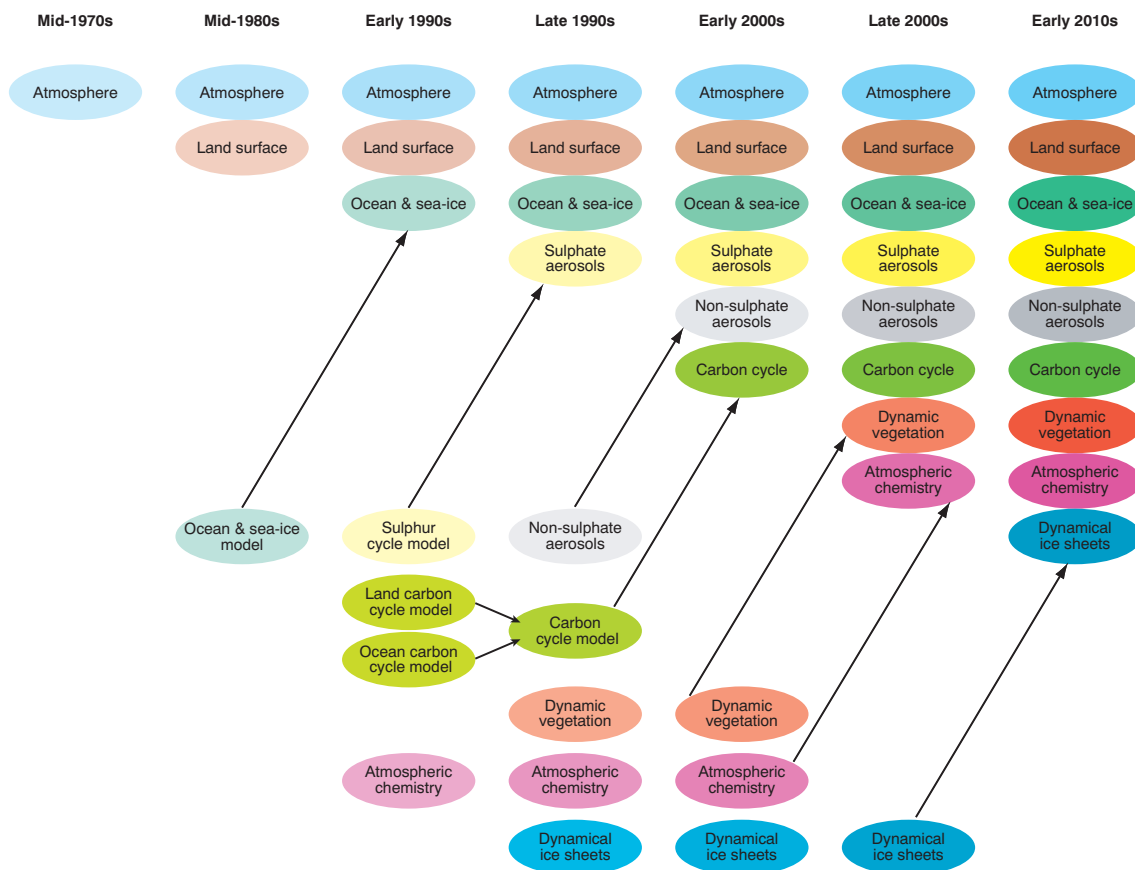 Mid-1970s
Mid-1980s
Early 1990s
Late 1990s
Early 2000s
Late 2000s
Early 2010s
Atmosphere
Atmosphere
Atmosphere
Atmosphere
Atmosphere
Atmosphere
Atmosphere
Land surface
Land surface
Land surface
Land surface
Land surface
Land surface
Ocean & sea-ice
Ocean & sea-ice
Ocean & sea-ice
Ocean & sea-ice
Ocean & sea-ice
Sulphate
aerosols
Sulphate
aerosols
Sulphate
aerosols
Sulphate
aerosols
Non-sulphate
aerosols
Non-sulphate
aerosols
Non-sulphate
aerosols
Carbon cycle
Carbon cycle
Carbon cycle
Dynamic
vegetation
Dynamic
vegetation
Atmospheric
chemistry
Atmospheric
chemistry
Ocean & sea-ice
model
Sulphur
cycle model
Non-sulphate
aerosols
Dynamical
ice sheets
Land carbon
cycle model
Carbon
cycle model
Ocean carbon
cycle model
Dynamic
vegetation
Dynamic
vegetation
Atmospheric
chemistry
Atmospheric
chemistry
Atmospheric
chemistry
Dynamical
ice sheets
Dynamical
ice sheets
Dynamical
ice sheets